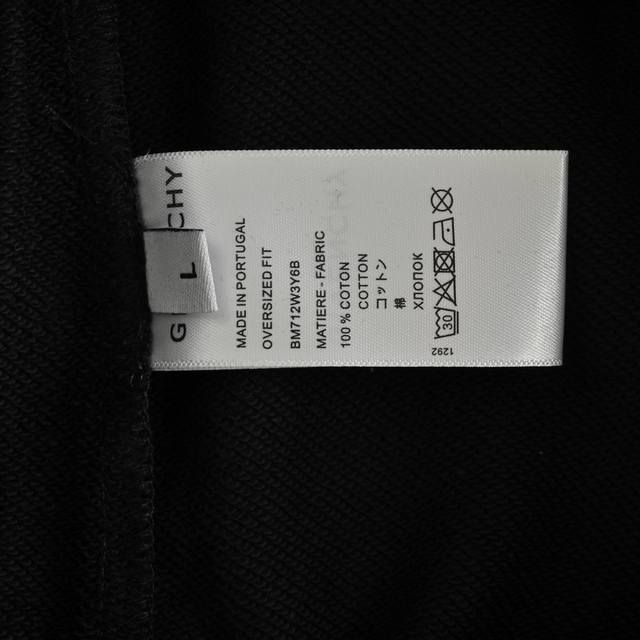 G CHY
L
MADE IN PORTUGAL
OVERSIZED FIT
BM712W3Y6B
MATIERE - FABRIC
100 % COTON
COTTON
コットン
棉
ХЛОПОК
30
1292